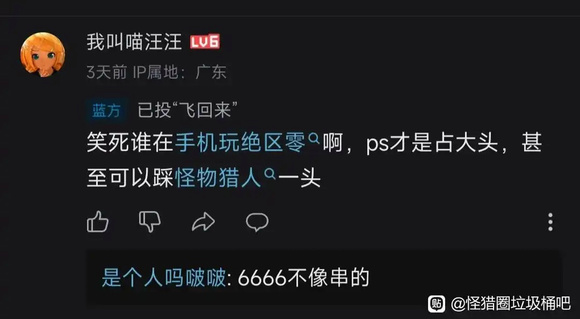 我叫喵汪汪 LV6
3天前 IP属地：广东
蓝方 已投“飞回来”
笑死谁在手机玩绝区零啊，ps才是占大头，甚
至可以踩怪物猎人一头
是个人吗啵啵: 6666不像串的
贴 @怪猎圈垃圾桶吧